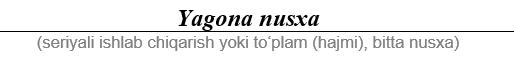 Yagona nusxa
(seriyali ishlab chiqarish yoki to‘plam (hajmi), bitta nusxa)